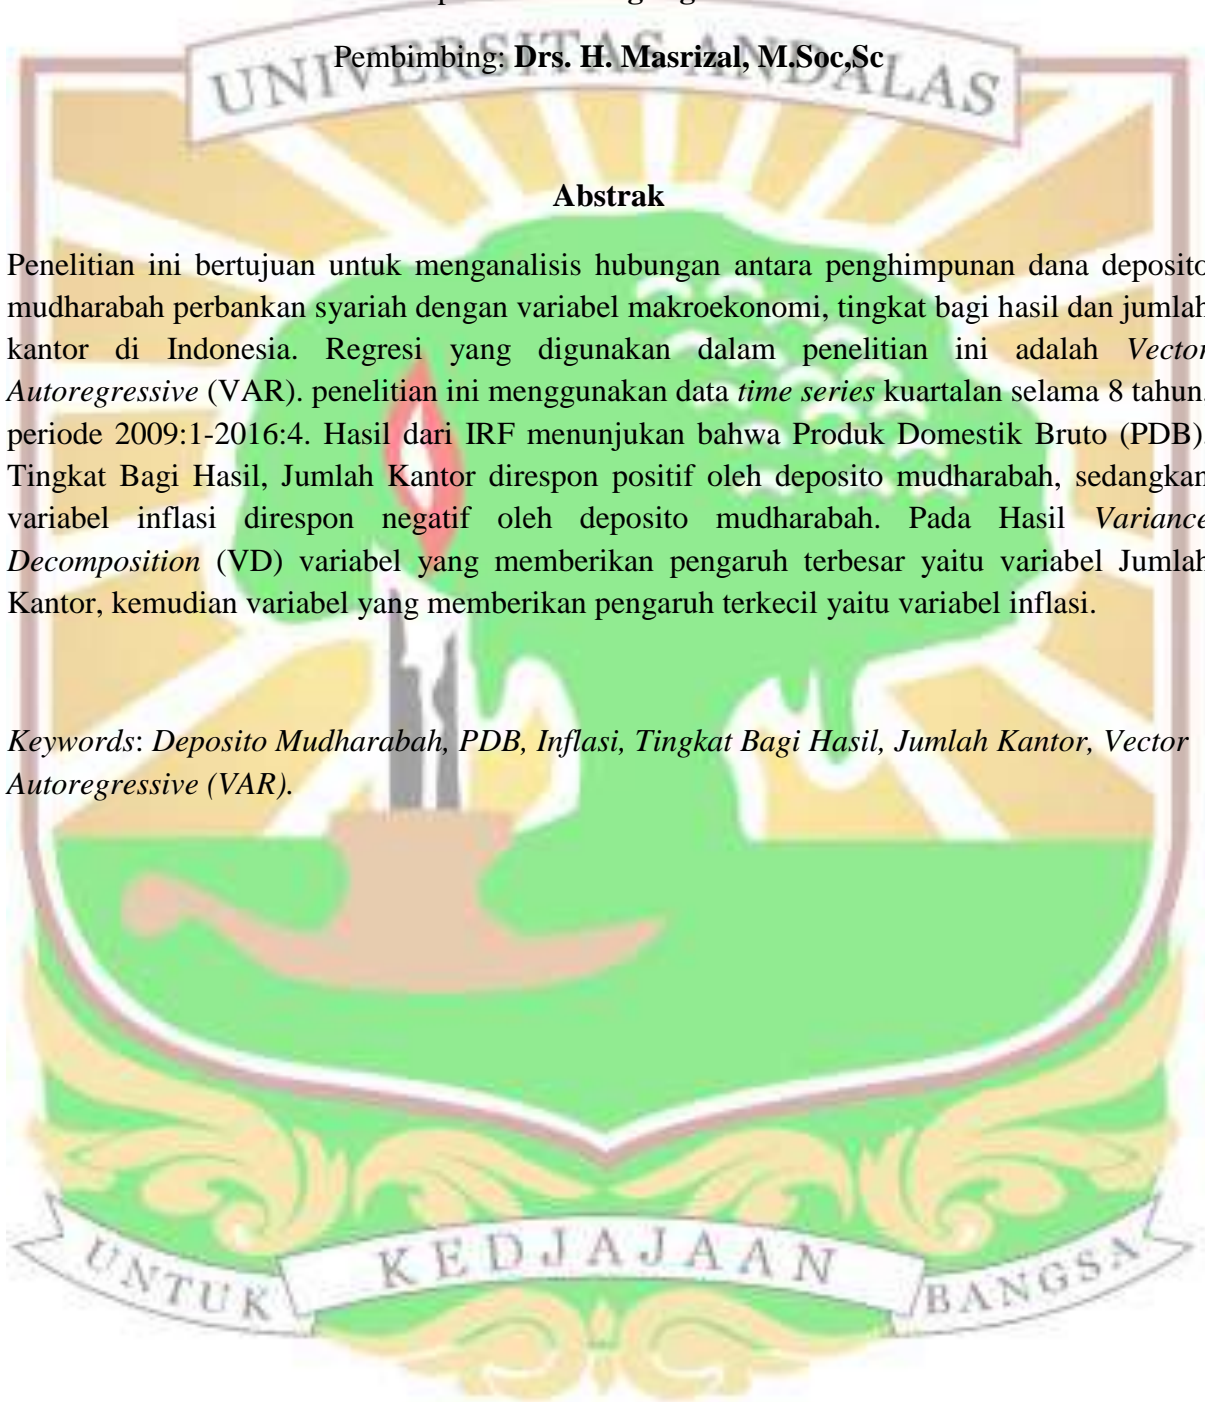 UNIVERSITAS ANDALAS
Pembimbing: Drs. H. Masrizal, M.Soc,Sc
Abstrak
Penelitian ini bertujuan untuk menganalisis hubungan antara penghimpunan dana deposito
mudharabah perbankan syariah dengan variabel makroekonomi, tingkat bagi hasil dan jumlah
kantor di Indonesia. Regresi yang digunakan dalam penelitian ini adalah Vector
Autoregressive (VAR). penelitian ini menggunakan data time series kuartalan selama 8 tahun,
periode 2009:1-2016:4. Hasil dari IRF menunjukan bahwa Produk Domestik Bruto (PDB),
Tingkat Bagi Hasil, Jumlah Kantor direspon positif oleh deposito mudharabah, sedangkan
variabel inflasi direspon negatif oleh deposito mudharabah. Pada Hasil Variance
Decomposition (VD) variabel yang memberikan pengaruh terbesar yaitu variabel Jumlah
Kantor, kemudian variabel yang memberikan pengaruh terkecil yaitu variabel inflasi.
Keywords: Deposito Mudharabah, PDB, Inflasi, Tingkat Bagi Hasil, Jumlah Kantor, Vector
Autoregressive (VAR).
UNTUK KEDJAJAAN BANGSA